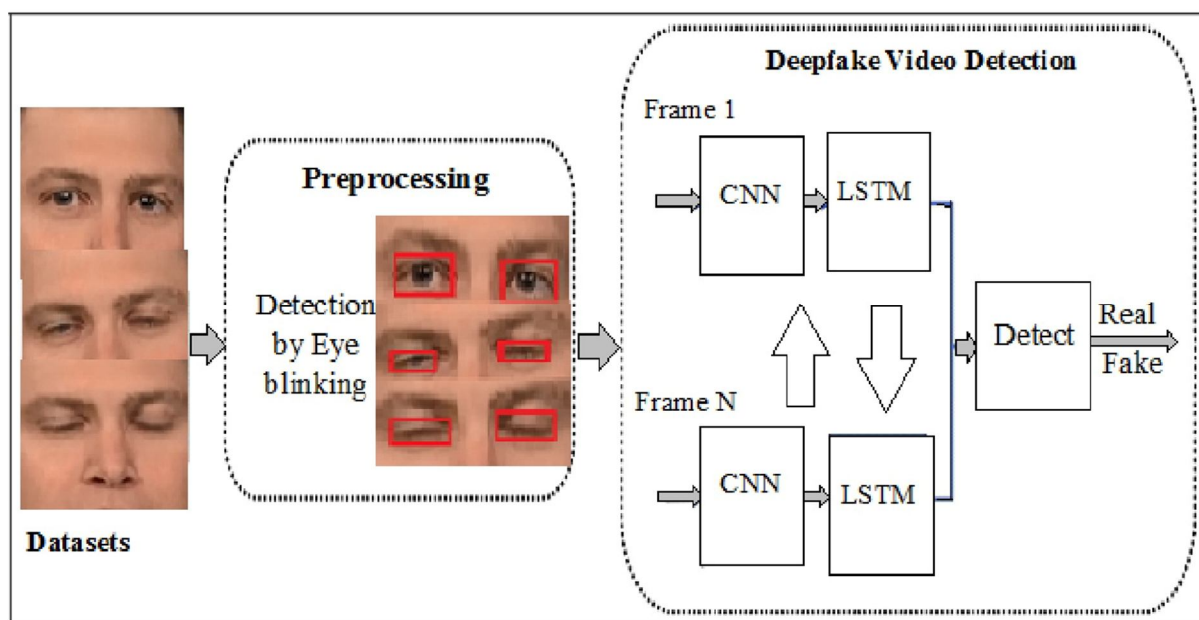 Datasets
Preprocessing
Detection
by Eye
blinking
Deepfake Video Detection
Frame 1
CNN
LSTM
Frame N
CNN
LSTM
Detect
Real
Fake